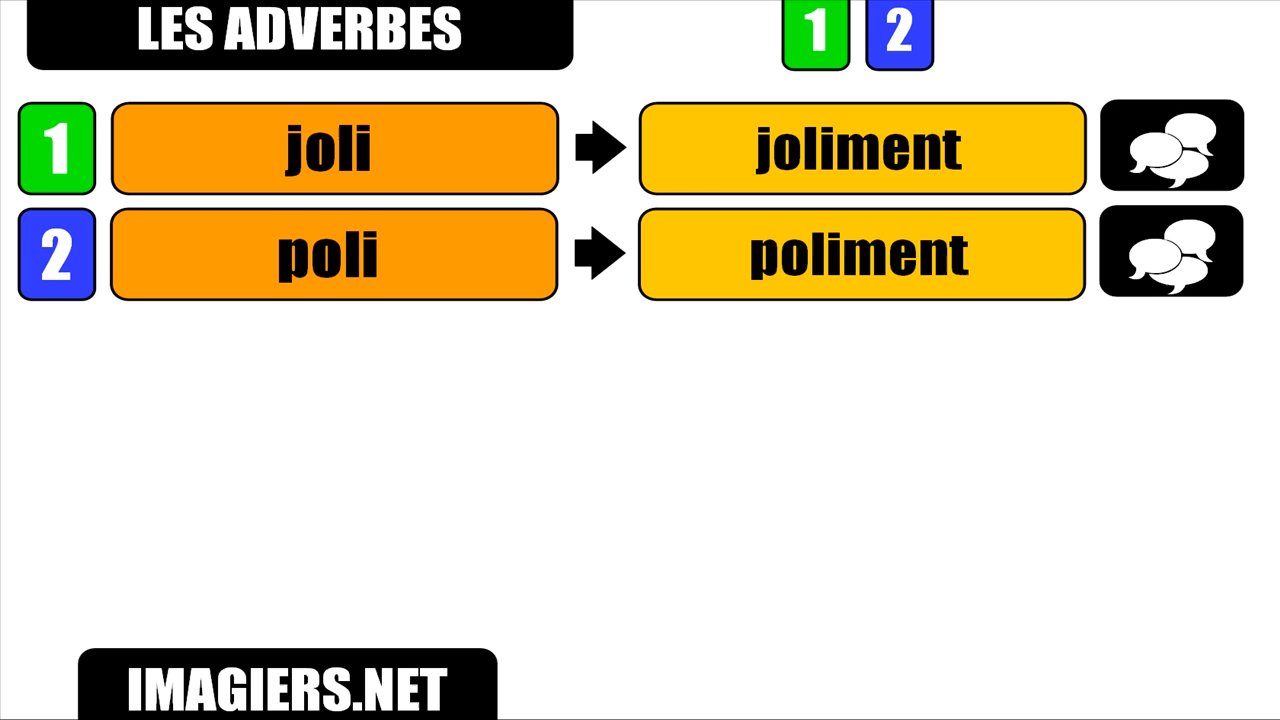 LES ADVERBES 1 2
1 joli joliment
2 poli poliment
IMAGIERS.NET